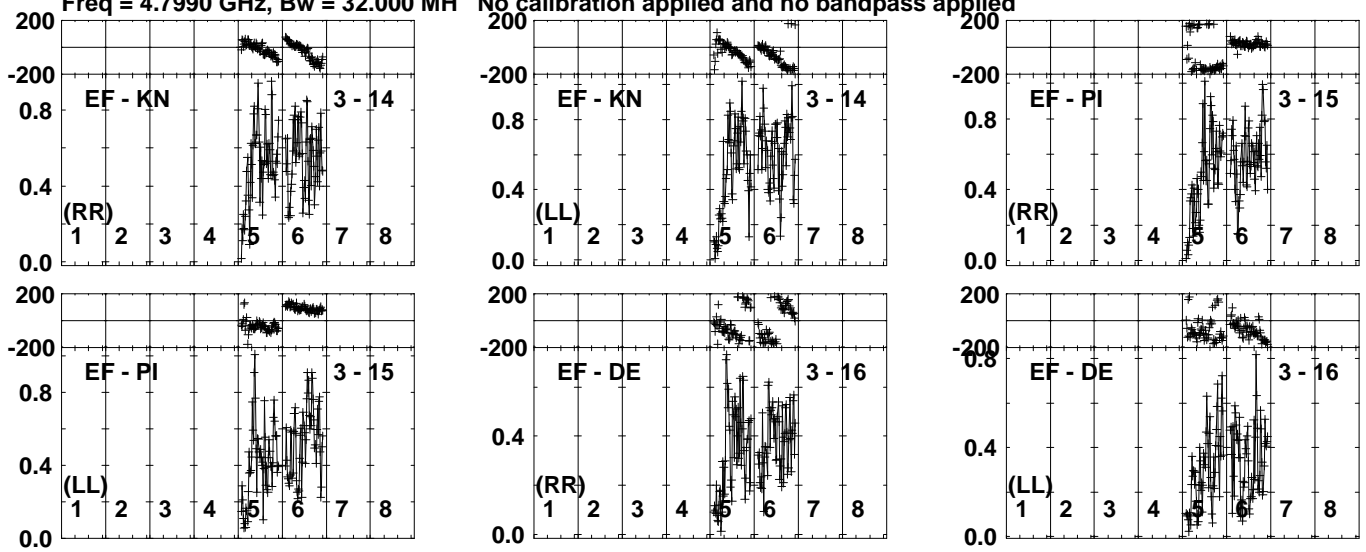 Freq = 4.7990 GHz, Bw = 32.000 MH No calibration applied and no bandpass applied
200 200 200
-200 -200 -200
EF - KN 3 - 14 EF - KN 3 - 14 EF - PI 3 - 15
0.8 0.8 0.8
0.4 0.4 0.4
(RR) (LL) (RR)
1 2 3 4 5 6 7 8 1 2 3 4 5 6 7 8 1 2 3 4 5 6 7 8
0.0 0.0 0.0
200 200 200
-200 -200 -200
0.8
EF - PI 3 - 15 EF - DE 3 - 16 EF - DE 3 - 16
0.8
0.4 0.4 0.4
(LL) (RR) (LL)
1 2 3 4 5 6 7 8 1 2 3 4 5 6 7 8 1 2 3 4 5 6 7 8
0.0 0.0 0.0